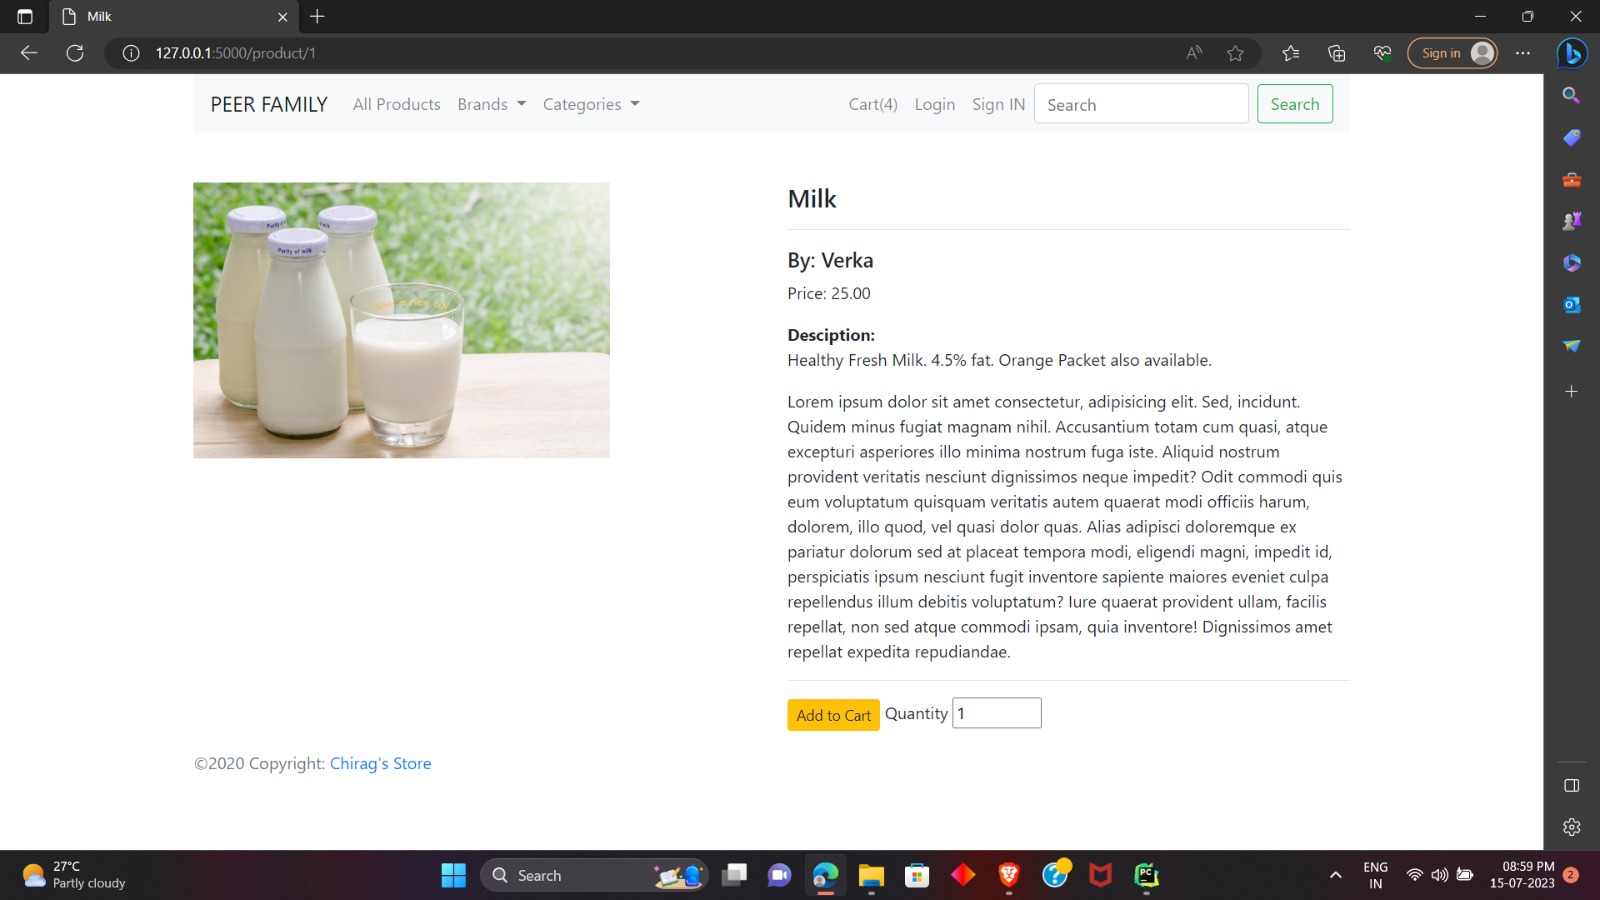 Milk
127.0.0.1:5000/product/1
Sign in
PEER FAMILY All Products Brands Categories Cart(4) Login Sign IN Search Search
Purity of milk
Milk
By: Verka
Price: 25.00
Desciption:
Healthy Fresh Milk. 4.5% fat. Orange Packet also available.
Lorem ipsum dolor sit amet consectetur, adipisicing elit. Sed, incidunt.
Quidem minus fugiat magnam nihil. Accusantium totam cum quasi, atque
excepturi asperiores illo minima nostrum fuga iste. Aliquid nostrum
provident veritatis nesciunt dignissimos neque impedit? Odit commodi quis
eum voluptatum quisquam veritatis autem quaerat modi officiis harum,
dolorem, illo quod, vel quasi dolor quas. Alias adipisci doloremque ex
pariatur dolorum sed at placeat tempora modi, eligendi magni, impedit id,
perspiciatis ipsum nesciunt fugit inventore sapiente maiores eveniet culpa
repellendus illum debitis voluptatum? Iure quaerat provident ullam, facilis
repellat, non sed atque commodi ipsam, quia inventore! Dignissimos amet
repellat expedita repudiandae.
Add to Cart Quantity 1
©2020 Copyright: Chirag's Store
27°C
Partly cloudy
Search
PC
ENG
IN
08:59 PM
15-07-2023
2